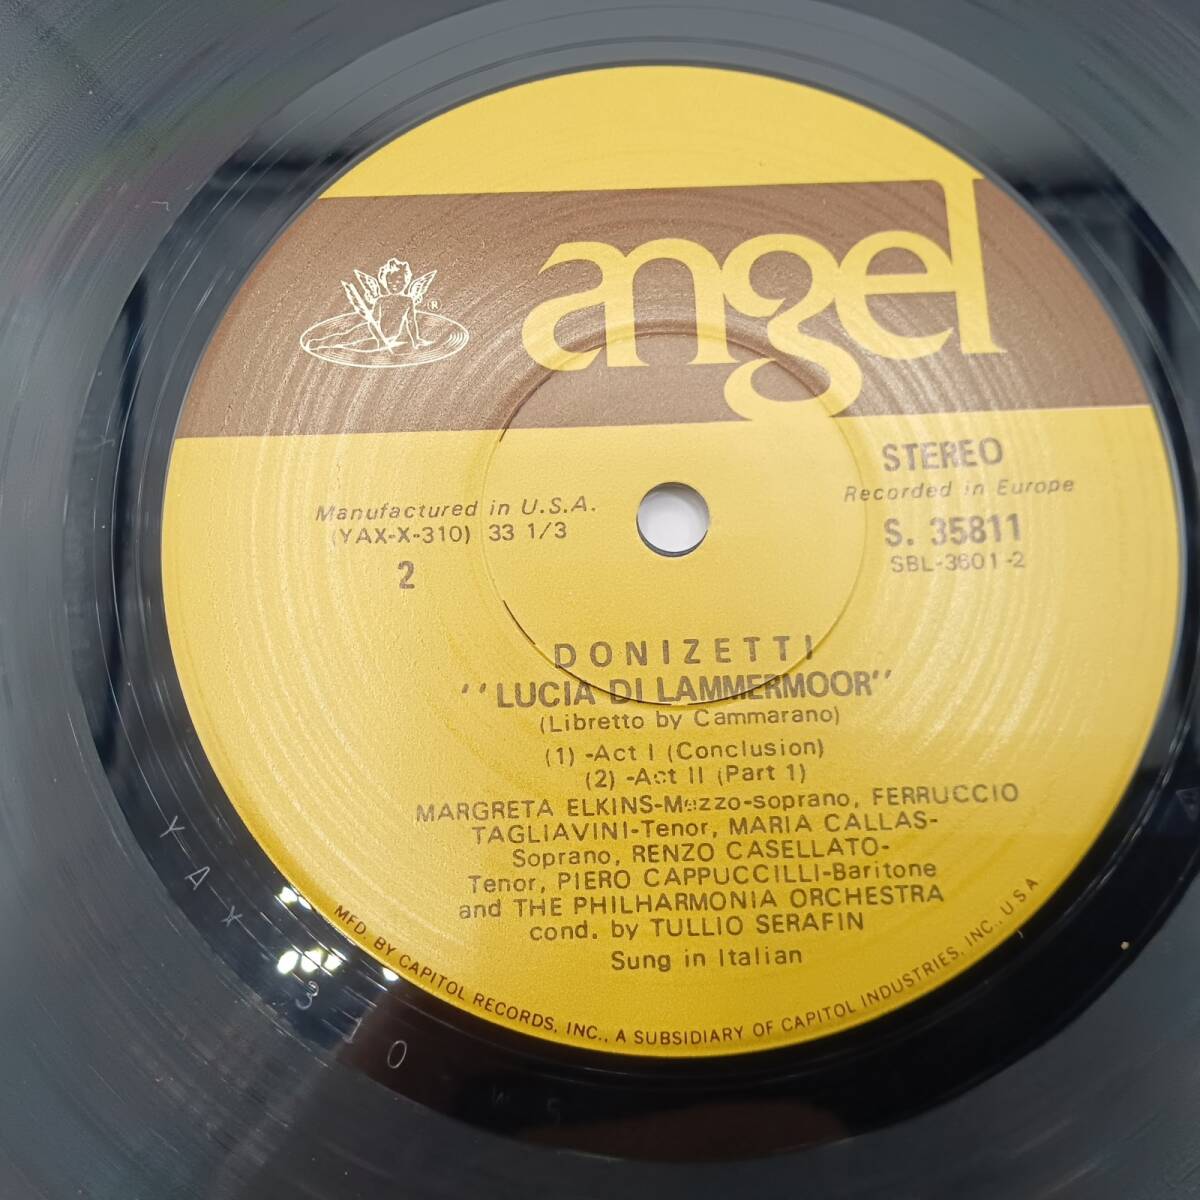 angel
®
STEREO
Recorded in Europe
S. 35811
SBL-3601-2
Manufactured in U.S.A.
(YAX-X-310) 33 1/3
2
DONIZETTI
''LUCIA DI LAMMERMOOR''
(Libretto by Cammarano)
(1) -Act I (Conclusion)
(2) -Act II (Part 1)
MARGRETA ELKINS-Mezzo-soprano, FERRUCCIO
TAGLIAVINI-Tenor, MARIA CALLAS-
Soprano, RENZO CASELLATO-
Tenor, PIERO CAPPUCCILLI-Baritone
and THE PHILHARMONIA ORCHESTRA
cond. by TULLIO SERAFIN
Sung in Italian
MFD. BY CAPITOL RECORDS, INC., A SUBSIDIARY OF CAPITOL INDUSTRIES, INC., U.S.A.
YAX 310